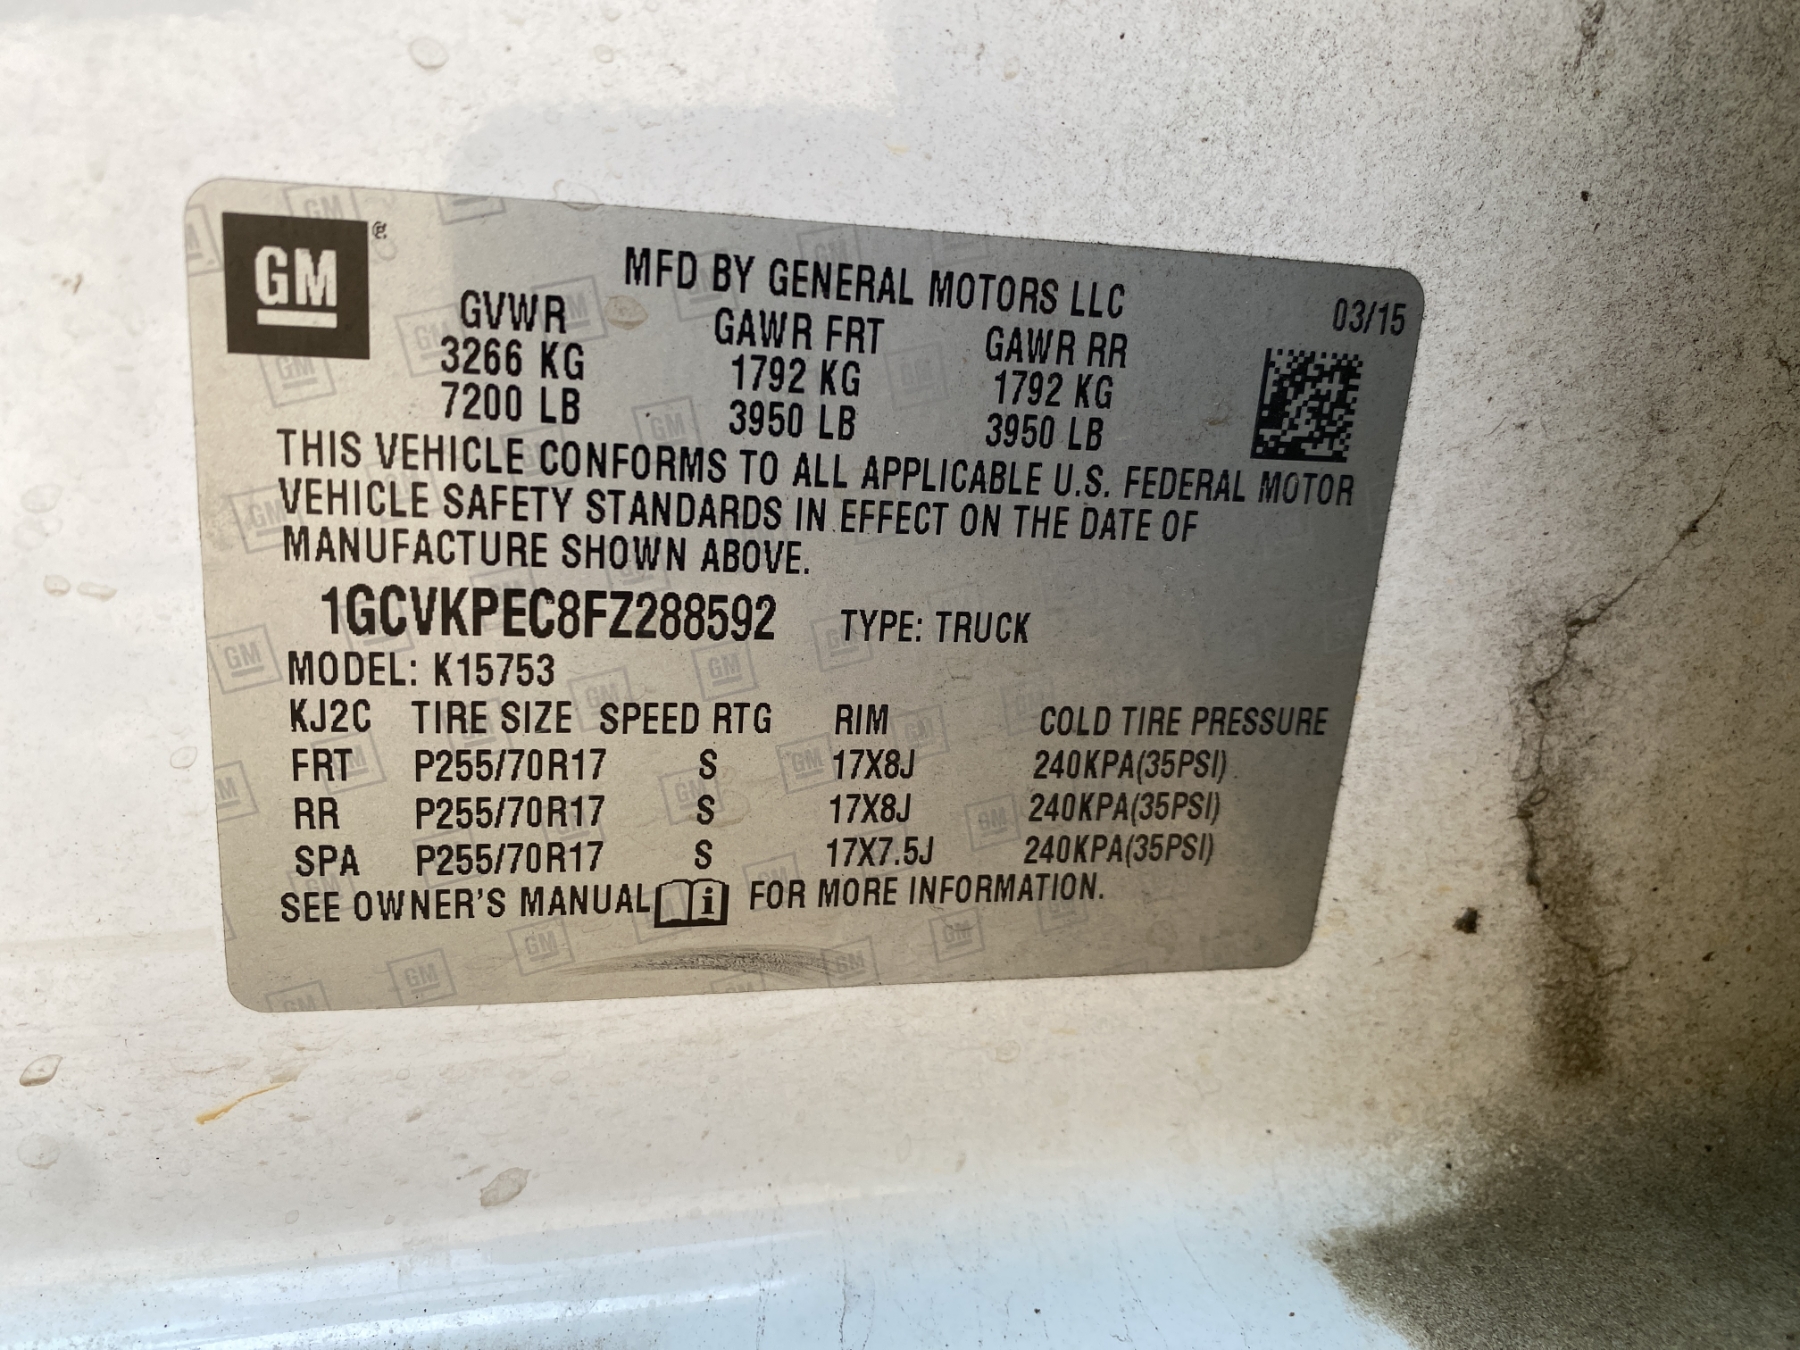 GM ®
MFD BY GENERAL MOTORS LLC
03/15
GVWR GAWR FRT GAWR RR
3266 KG 1792 KG 1792 KG
7200 LB 3950 LB 3950 LB
THIS VEHICLE CONFORMS TO ALL APPLICABLE U.S. FEDERAL MOTOR
VEHICLE SAFETY STANDARDS IN EFFECT ON THE DATE OF
MANUFACTURE SHOWN ABOVE.
1GCVKPEC8FZ288592 TYPE: TRUCK
MODEL: K15753
KJ2C TIRE SIZE SPEED RTG RIM COLD TIRE PRESSURE
FRT P255/70R17 S 17X8J 240KPA(35PSI)
RR P255/70R17 S 17X8J 240KPA(35PSI)
SPA P255/70R17 S 17X7.5J 240KPA(35PSI)
SEE OWNER'S MANUAL i FOR MORE INFORMATION.